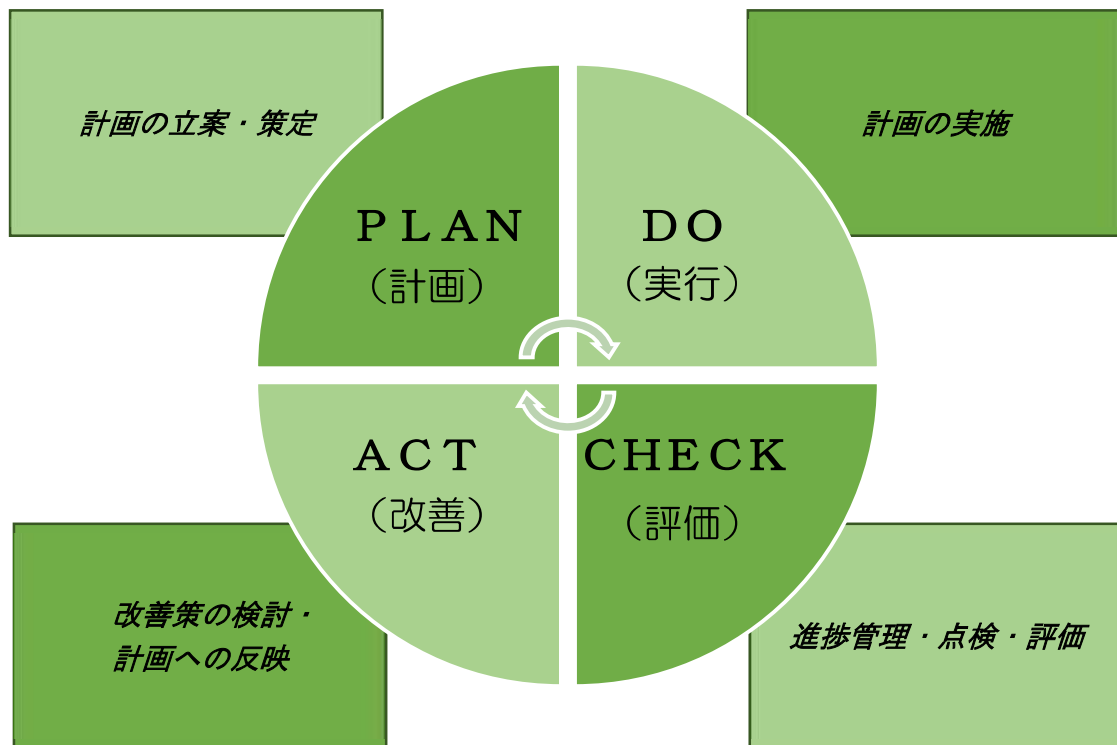 計画の立案・策定
計画の実施
ＰＬＡＮ
（計画）
ＤＯ
（実行）
ＡＣＴ
（改善）
ＣＨＥＣＫ
（評価）
改善策の検討・
計画への反映
進捗管理・点検・評価